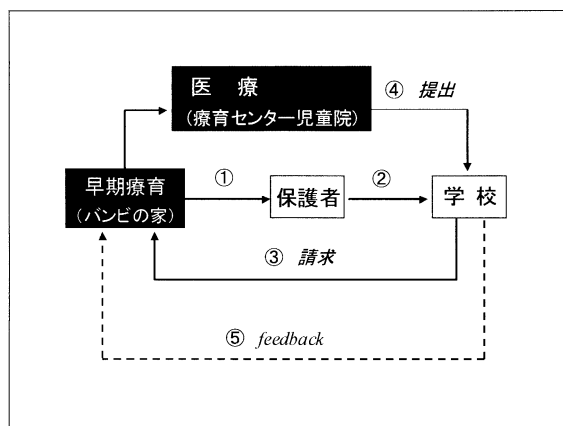 医 療
(療育センター児童院)
④ 提出
早期療育
(バンビの家)
①
保護者
②
学 校
③ 請求
⑤ feedback